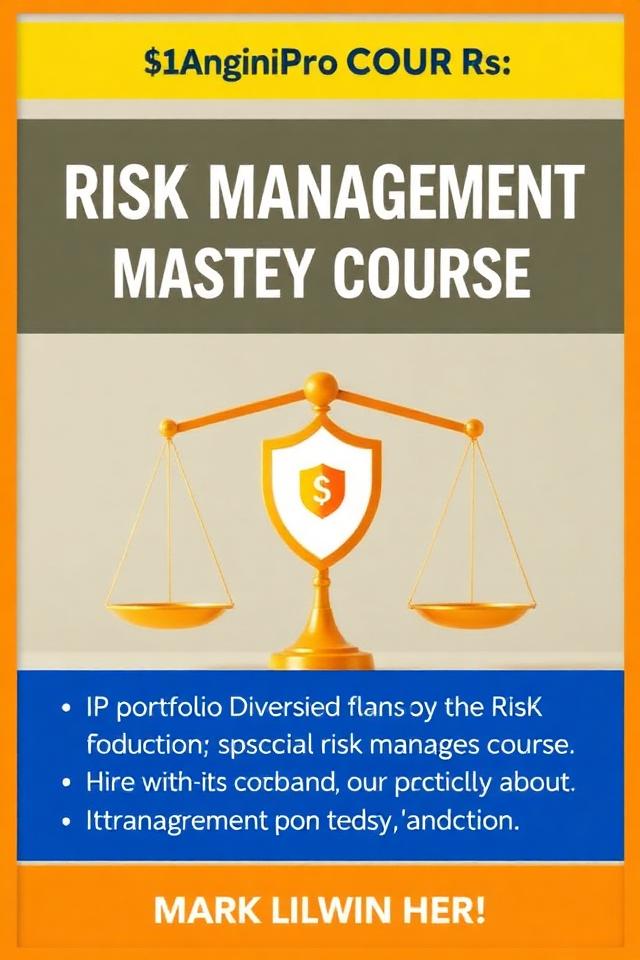 $1AnginiPro COUR Rs:
RISK MANAGEMENT
MASTEY COURSE
$
• IP portfolio Diversied flans oy the RisK
foduction; spsccial risk manages course.
• Hire with-its cotband, our prcticlly about.
• Ittranagrement pon tedsy,'andction.
MARK LILWIN HER!